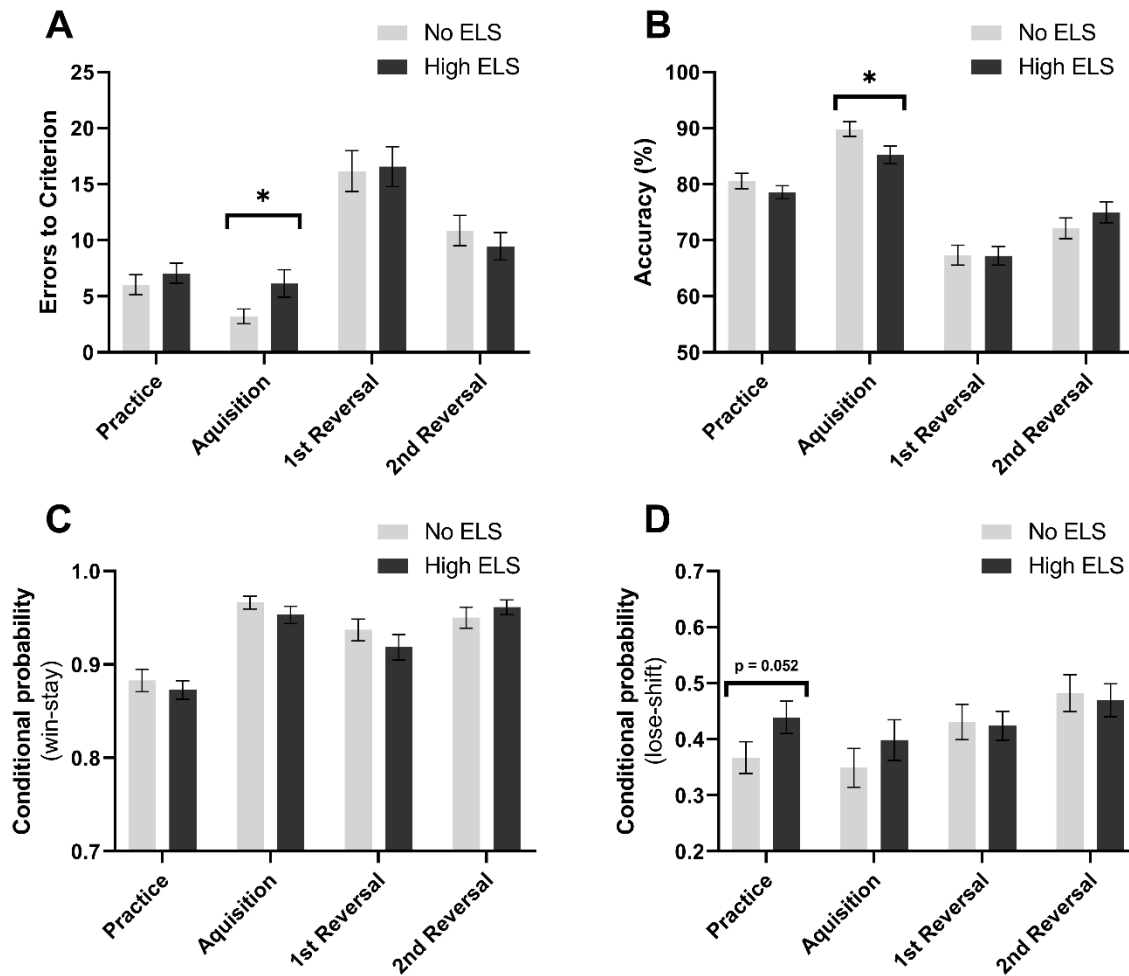 A
No ELS
High ELS
Errors to Criterion
25
20
15
10
5
0
*
Practice
Aquisition
1st Reversal
2nd Reversal
B
No ELS
High ELS
Accuracy (%)
100
90
80
70
60
50
*
Practice
Aquisition
1st Reversal
2nd Reversal
C
No ELS
High ELS
Conditional probability
(win-stay)
1.0
0.9
0.8
0.7
Practice
Aquisition
1st Reversal
2nd Reversal
D
No ELS
High ELS
Conditional probability
(lose-shift)
0.7
0.6
0.5
0.4
0.3
0.2
p = 0.052
Practice
Aquisition
1st Reversal
2nd Reversal